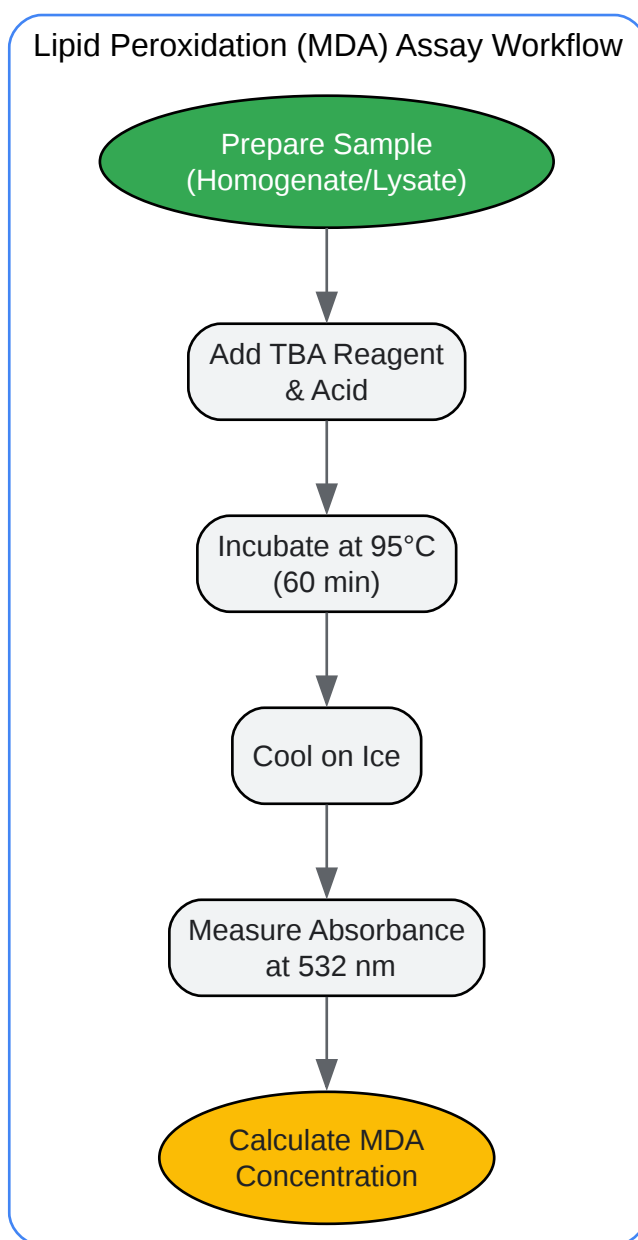 Lipid Peroxidation (MDA) Assay Workflow
Prepare Sample
(Homogenate/Lysate)
Add TBA Reagent
& Acid
Incubate at 95°C
(60 min)
Cool on Ice
Measure Absorbance
at 532 nm
Calculate MDA
Concentration